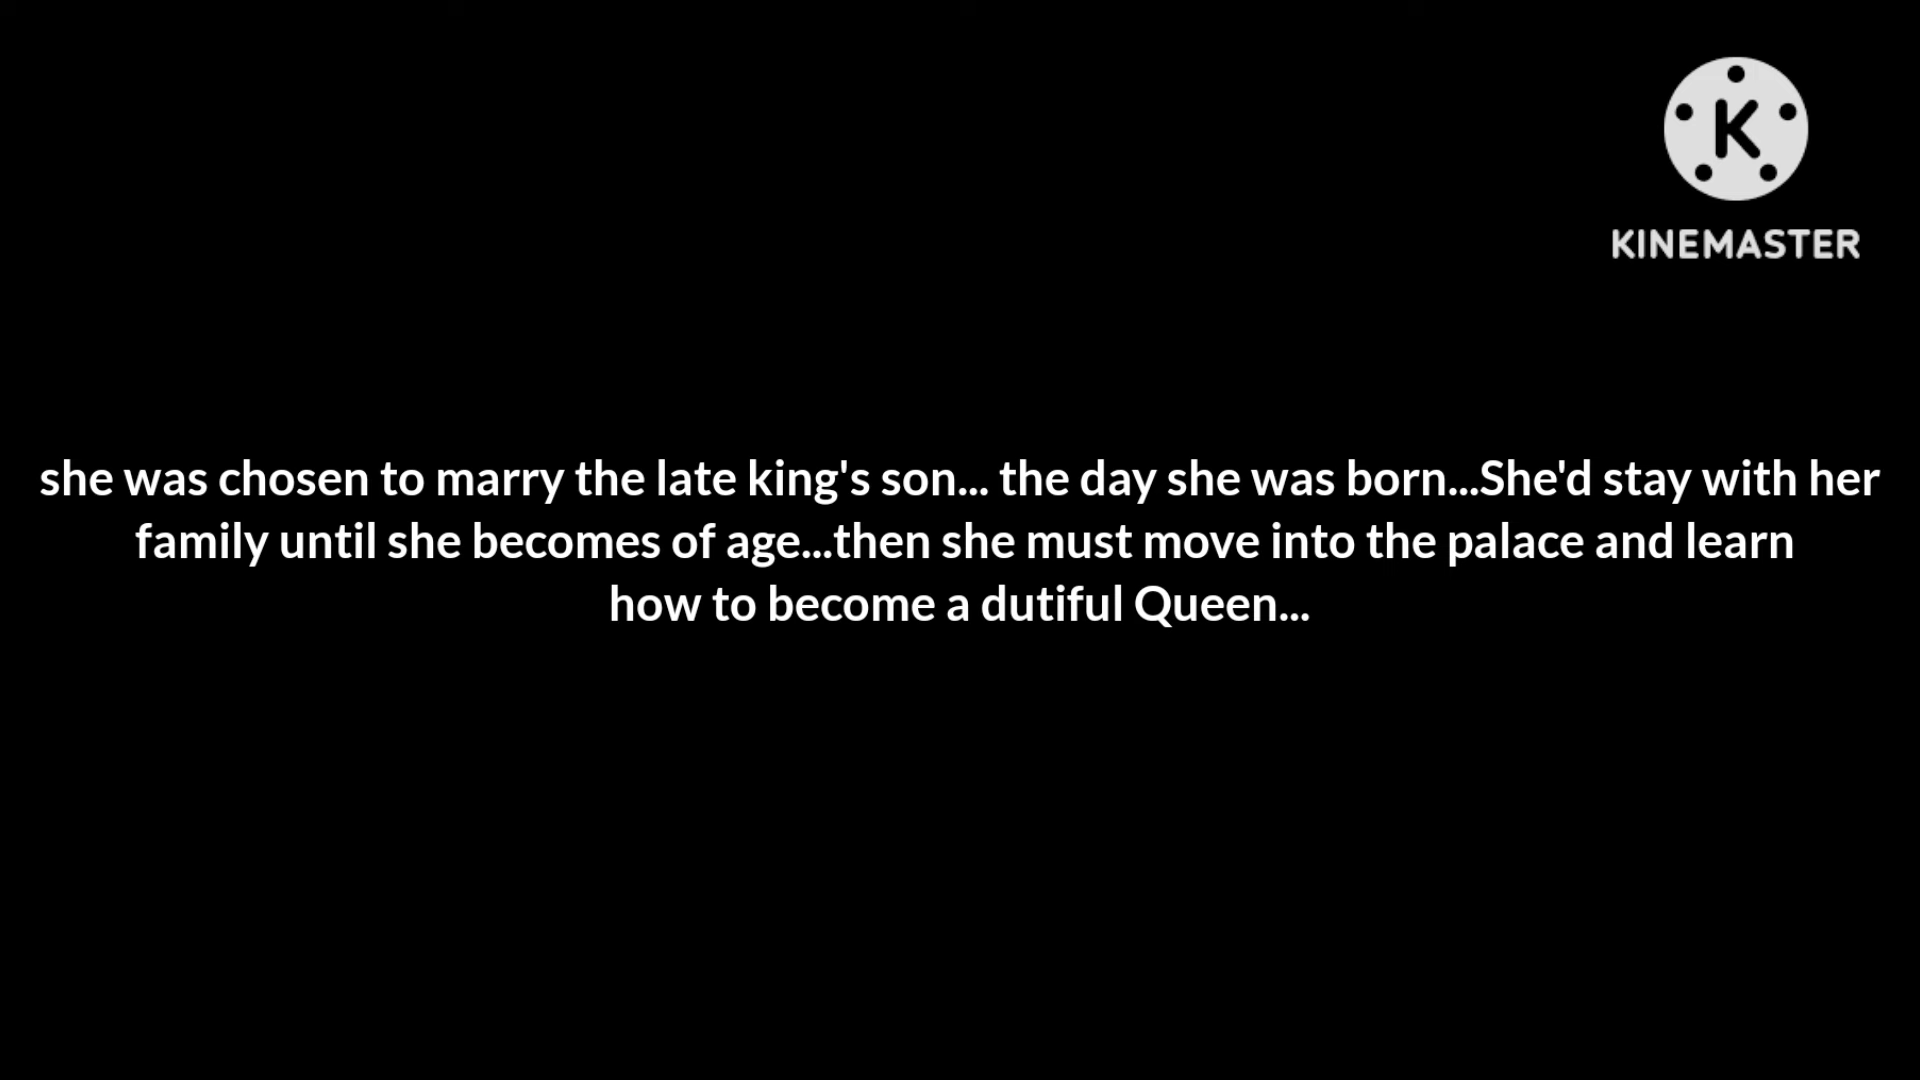 K
KINEMASTER
she was chosen to marry the late king's son... the day she was born...She'd stay with her
family until she becomes of age...then she must move into the palace and learn
how to become a dutiful Queen...